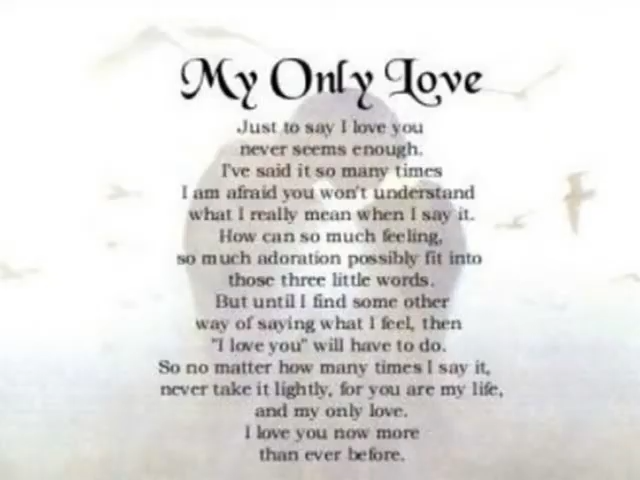 My Only Love
Just to say I love you
never seems enough.
I've said it so many times
I am afraid you won't understand
what I really mean when I say it.
How can so much feeling,
so much adoration possibly fit into
those three little words.
But until I find some other
way of saying what I feel, then
"I love you" will have to do.
So no matter how many times I say it,
never take it lightly, for you are my life,
and my only love.
I love you now more
than ever before.